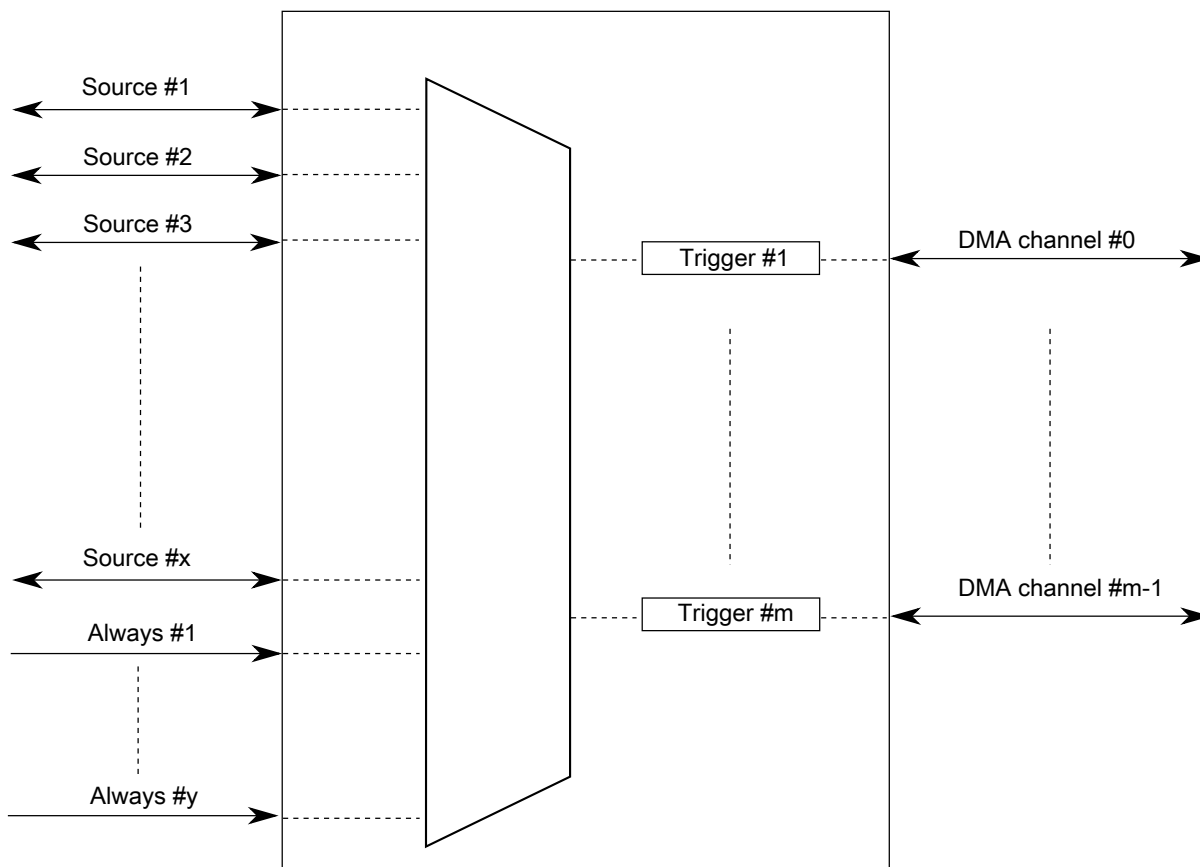 Source #1
Source #2
Source #3
Source #x
Always #1
Always #y
Trigger #1
Trigger #m
DMA channel #0
DMA channel #m-1